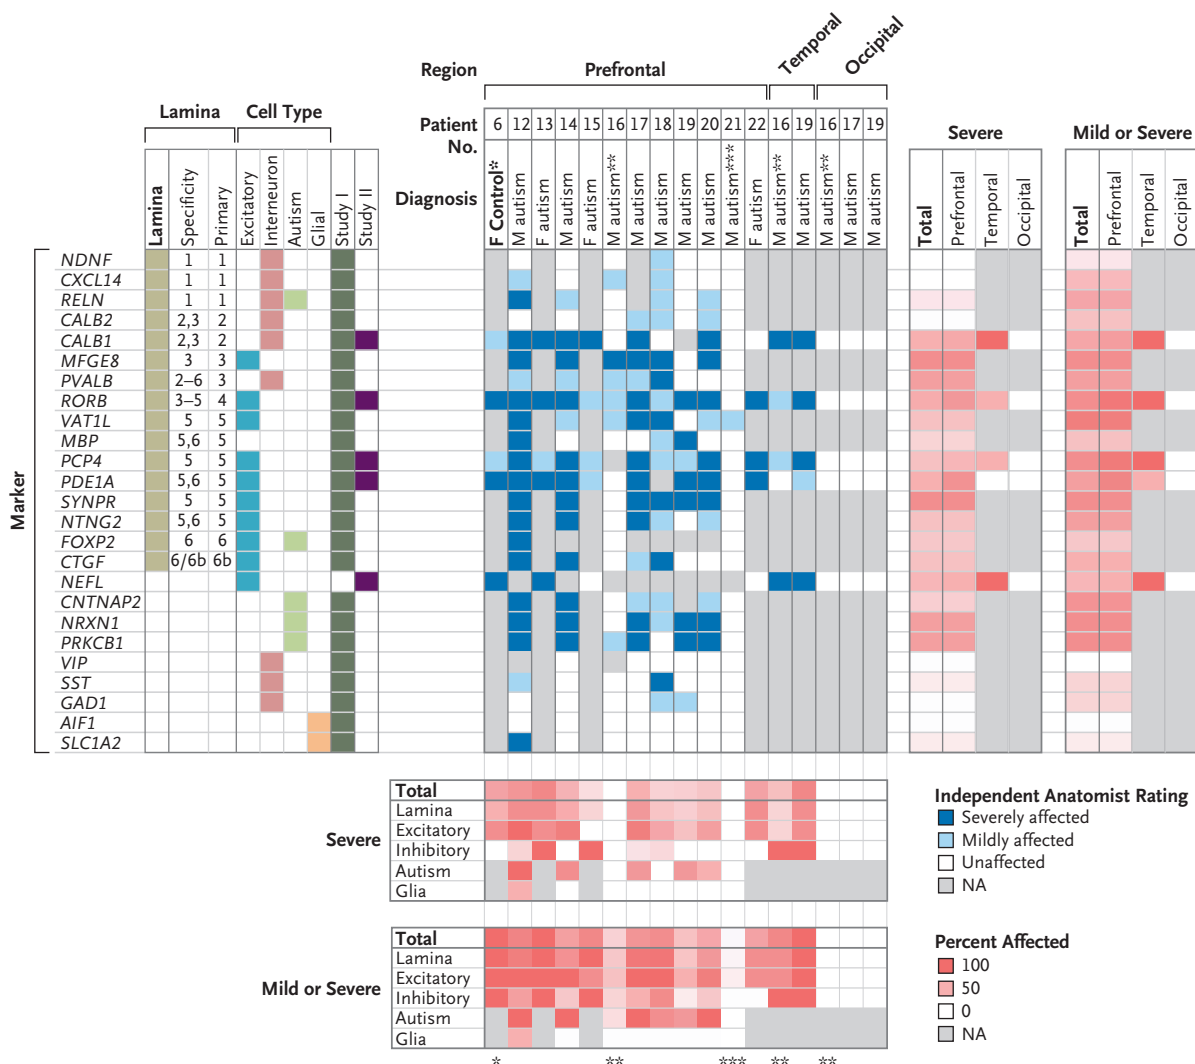 Region Prefrontal Temporal Occipital
Lamina Cell Type
Patient No. 6 12 13 14 15 16 17 18 19 20 21 22 16 19 16 17 19
Severe Mild or Severe
Diagnosis F Control* M autism F autism M autism F autism M autism** M autism M autism M autism M autism M autism*** F autism M autism** M autism M autism** M autism M autism
Lamina Specificity Primary Excitatory Interneuron Autism Glial Study I Study II
Total Prefrontal Temporal Occipital
Total Prefrontal Temporal Occipital
Marker
NDNF 1 1
CXCL14 1 1
RELN 1 1
CALB2 2,3 2
CALB1 2,3 2
MFGE8 3 3
PVALB 2–6 3
RORB 3–5 4
VAT1L 5 5
MBP 5,6 5
PCP4 5 5
PDE1A 5,6 5
SYNPR 5 5
NTNG2 5,6 5
FOXP2 6 6
CTGF 6/6b 6b
NEFL
CNTNAP2
NRXN1
PRKCB1
VIP
SST
GAD1
AIF1
SLC1A2
Severe
Total
Lamina
Excitatory
Inhibitory
Autism
Glia
Independent Anatomist Rating
Severely affected
Mildly affected
Unaffected
NA
Mild or Severe
Total
Lamina
Excitatory
Inhibitory
Autism
Glia
Percent Affected
100
50
0
NA
* ** *** ** **